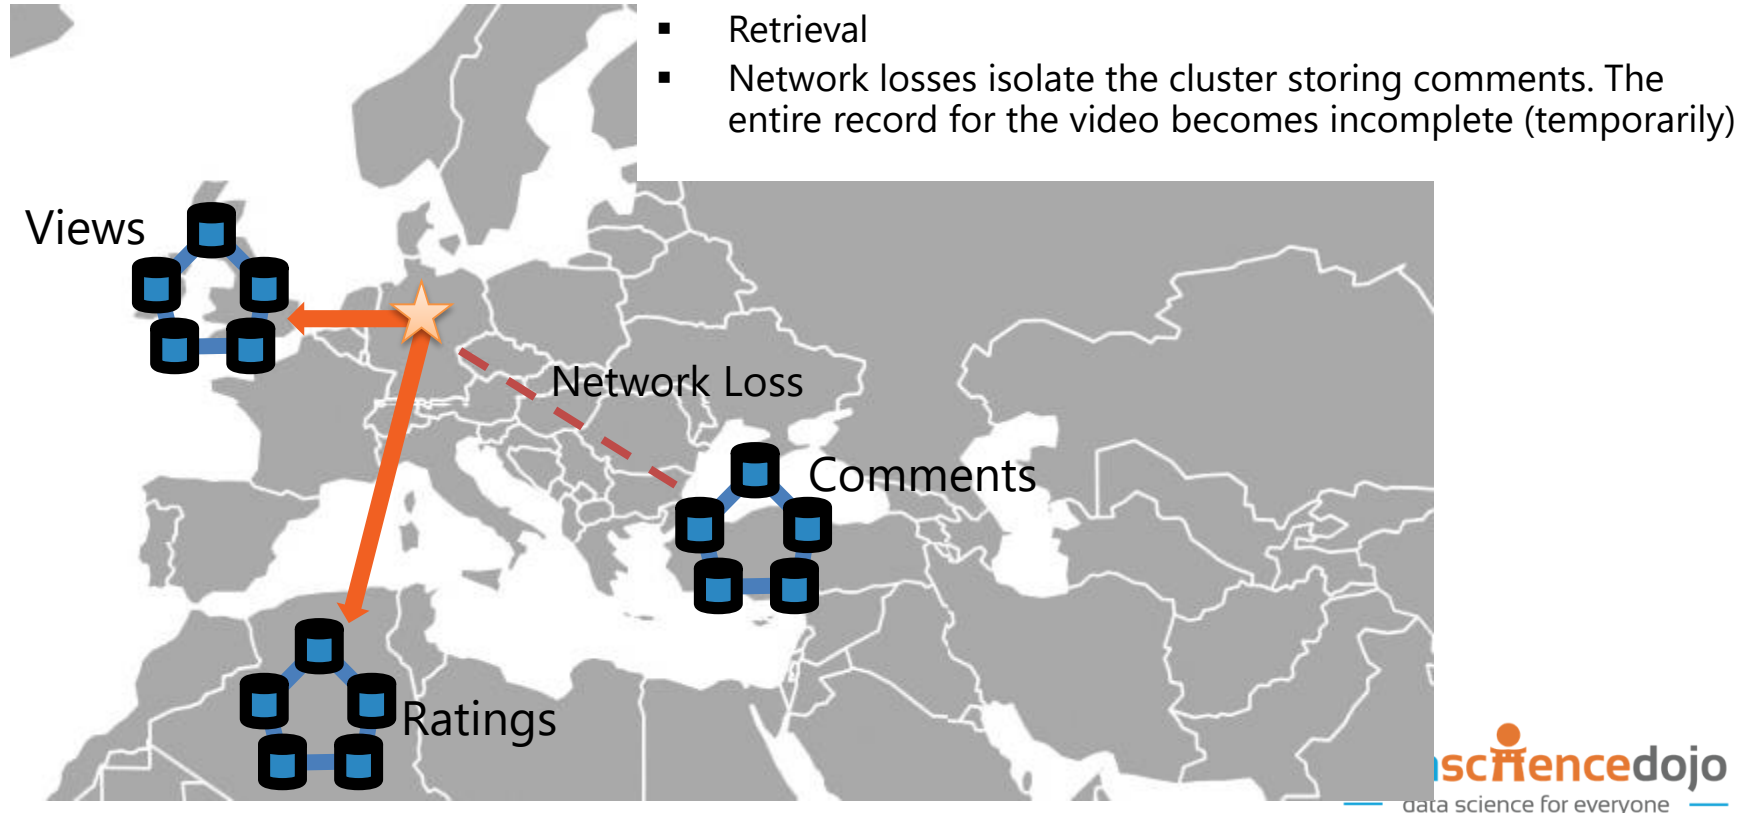 ▪ Retrieval
▪ Network losses isolate the cluster storing comments. The
entire record for the video becomes incomplete (temporarily)
Views
Network Loss
Comments
Ratings
sciencedojo
data science for everyone